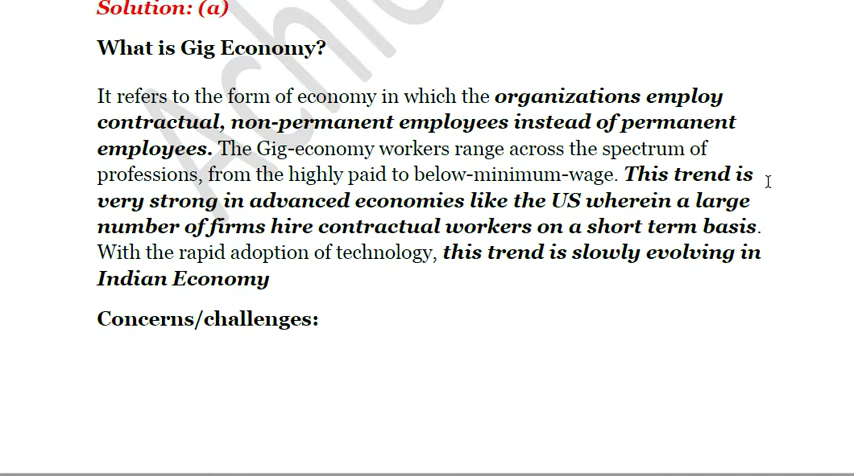 Solution: (a)
What is Gig Economy?
It refers to the form of economy in which the organizations employ
contractual, non-permanent employees instead of permanent
employees. The Gig-economy workers range across the spectrum of
professions, from the highly paid to below-minimum-wage. This trend is
very strong in advanced economies like the US wherein a large
number of firms hire contractual workers on a short term basis.
With the rapid adoption of technology, this trend is slowly evolving in
Indian Economy
Concerns/challenges:
Achie